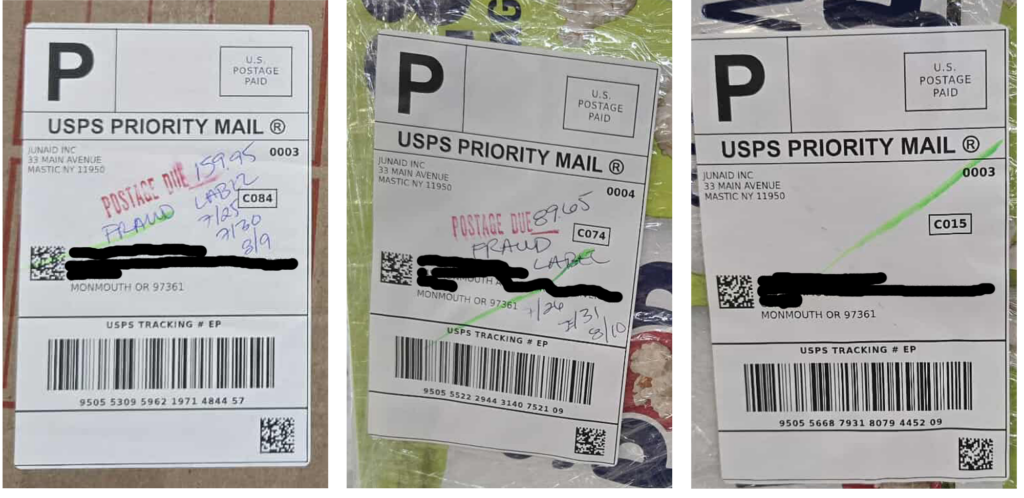 P
U.S.
POSTAGE
PAID
USPS PRIORITY MAIL ®
JUNAID INC
33 MAIN AVENUE
MASTIC NY 11950
0003
POSTAGE DUE 159.95
FRAUD LABEL
C084
7/25
7/30
8/9
MONMOUTH OR 97361
USPS TRACKING # EP
9505 5309 5962 1971 4844 57
P
U.S.
POSTAGE
PAID
USPS PRIORITY MAIL ®
JUNAID INC
33 MAIN AVENUE
MASTIC NY 11950
0004
POSTAGE DUE 89.65
FRAUD
LABEL
C074
MONMOUTH OR 97361
7/26
7/31
8/10
USPS TRACKING # EP
9505 5522 2944 3140 7521 09
P
U.S.
POSTAGE
PAID
USPS PRIORITY MAIL ®
JUNAID INC
33 MAIN AVENUE
MASTIC NY 11950
0003
C015
MONMOUTH OR 97361
USPS TRACKING # EP
9505 5668 7931 8079 4452 09